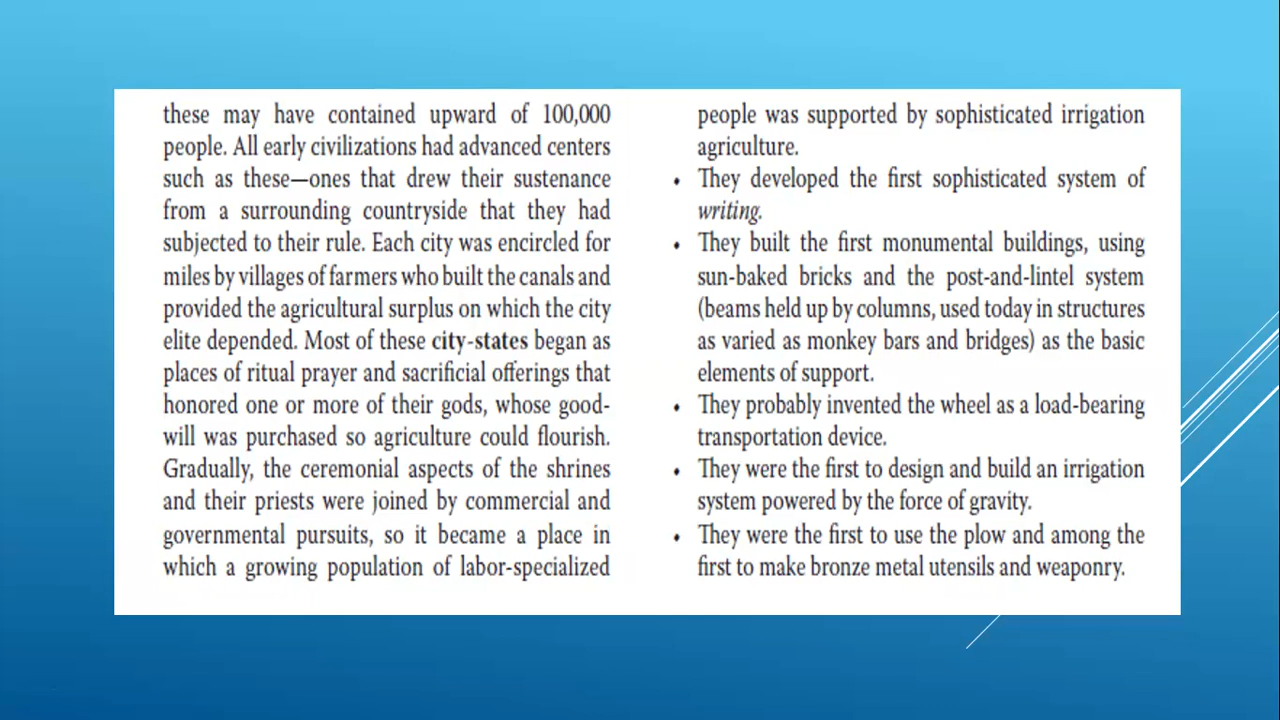 these may have contained upward of 100,000
people. All early civilizations had advanced centers
such as these—ones that drew their sustenance
from a surrounding countryside that they had
subjected to their rule. Each city was encircled for
miles by villages of farmers who built the canals and
provided the agricultural surplus on which the city
elite depended. Most of these city-states began as
places of ritual prayer and sacrificial offerings that
honored one or more of their gods, whose good-
will was purchased so agriculture could flourish.
Gradually, the ceremonial aspects of the shrines
and their priests were joined by commercial and
governmental pursuits, so it became a place in
which a growing population of labor-specialized
people was supported by sophisticated irrigation
agriculture.
• They developed the first sophisticated system of
writing.
• They built the first monumental buildings, using
sun-baked bricks and the post-and-lintel system
(beams held up by columns, used today in structures
as varied as monkey bars and bridges) as the basic
elements of support.
• They probably invented the wheel as a load-bearing
transportation device.
• They were the first to design and build an irrigation
system powered by the force of gravity.
• They were the first to use the plow and among the
first to make bronze metal utensils and weaponry.